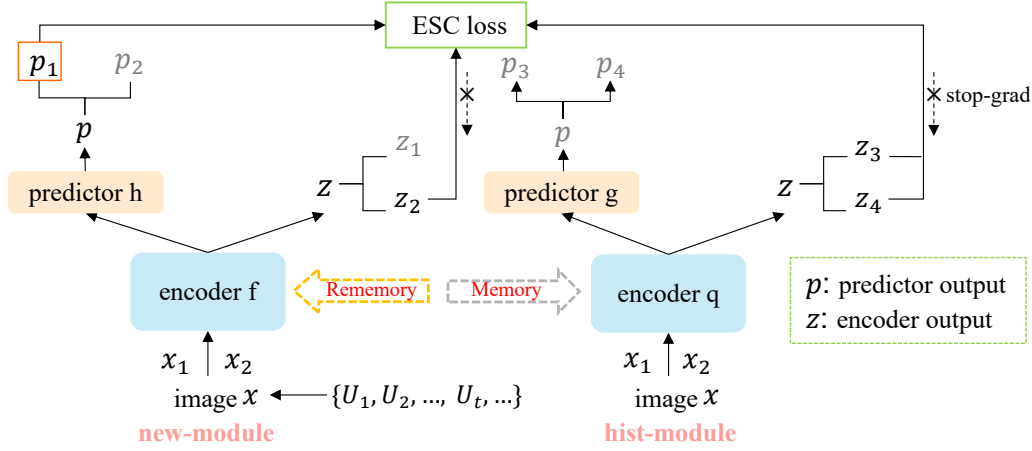 ESC loss
p₁ p₂
p
predictor h
z
z₁
z₂
encoder f
x₁ x₂
image x
{U₁, U₂, ..., Uₜ, ...}
new-module
Rememory
Memory
p₃ p₄
p
predictor g
z
z₃
z₄
stop-grad
encoder q
x₁ x₂
image x
hist-module
p: predictor output
z: encoder output